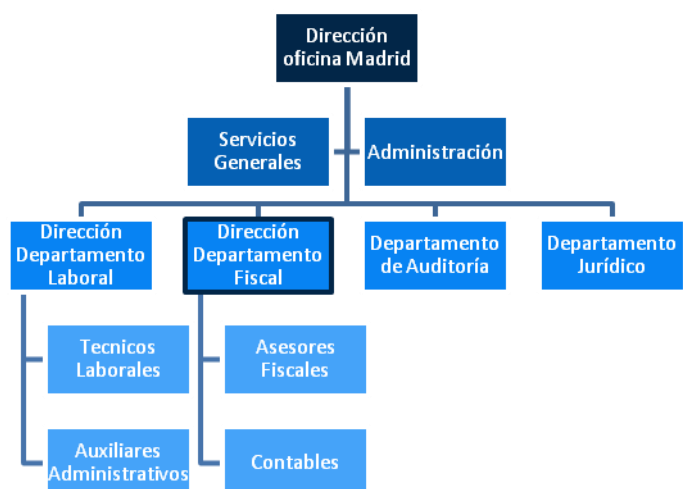 Dirección
oficina Madrid
Servicios
Generales
Administración
Dirección
Departamento
Laboral
Dirección
Departamento
Fiscal
Departamento
de Auditoría
Departamento
Jurídico
Tecnicos
Laborales
Asesores
Fiscales
Auxiliares
Administrativos
Contables